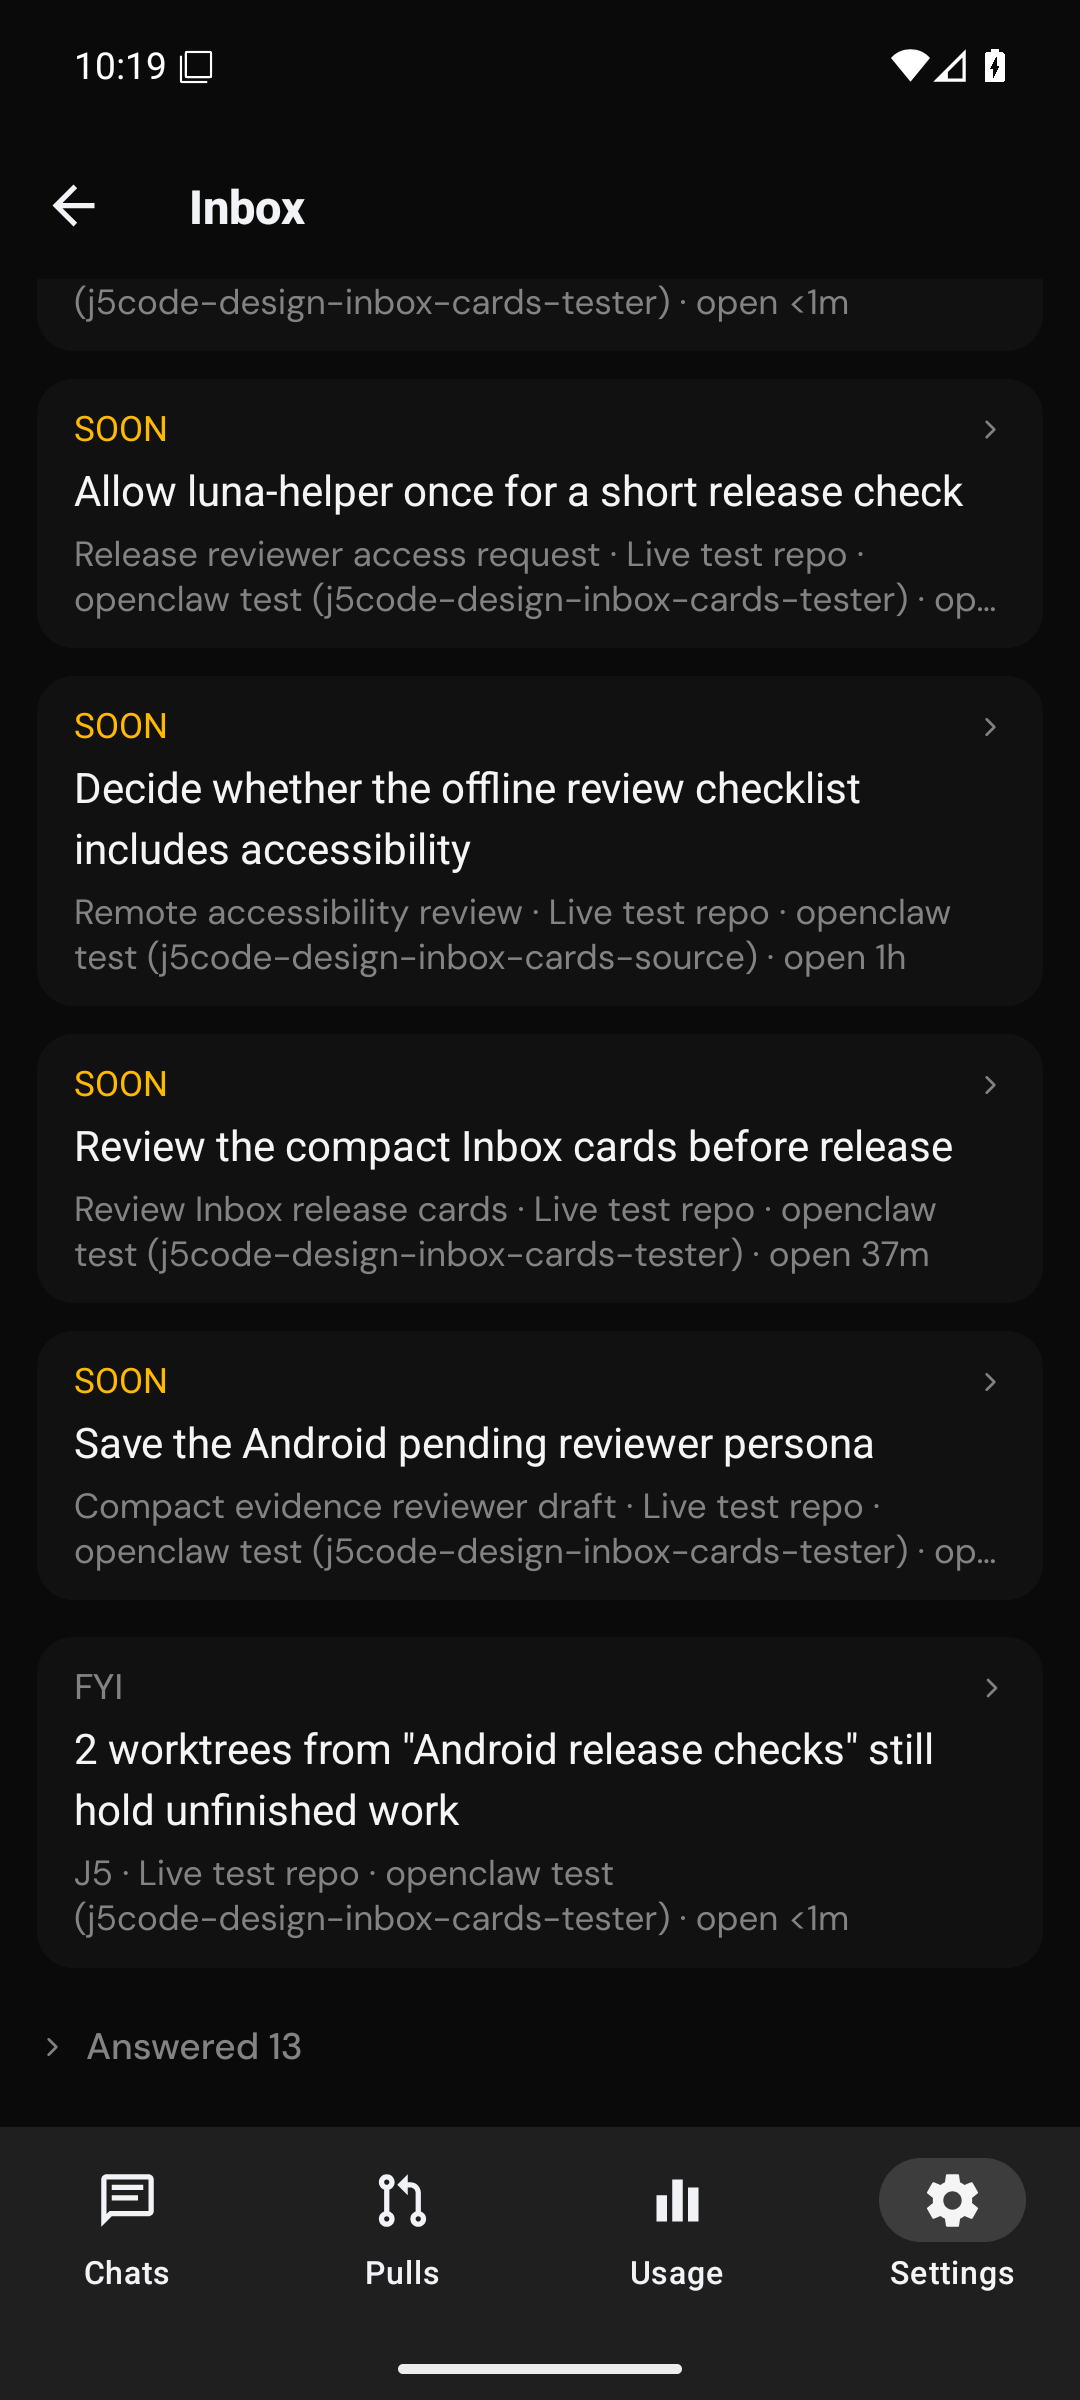 10:19
Inbox
(j5code-design-inbox-cards-tester) · open <1m
SOON
Allow luna-helper once for a short release check
Release reviewer access request · Live test repo ·
openclaw test (j5code-design-inbox-cards-tester) · op...
SOON
Decide whether the offline review checklist
includes accessibility
Remote accessibility review · Live test repo · openclaw
test (j5code-design-inbox-cards-source) · open 1h
SOON
Review the compact Inbox cards before release
Review Inbox release cards · Live test repo · openclaw
test (j5code-design-inbox-cards-tester) · open 37m
SOON
Save the Android pending reviewer persona
Compact evidence reviewer draft · Live test repo ·
openclaw test (j5code-design-inbox-cards-tester) · op...
FYI
2 worktrees from "Android release checks" still
hold unfinished work
J5 · Live test repo · openclaw test
(j5code-design-inbox-cards-tester) · open <1m
Answered 13
Chats
Pulls
Usage
Settings